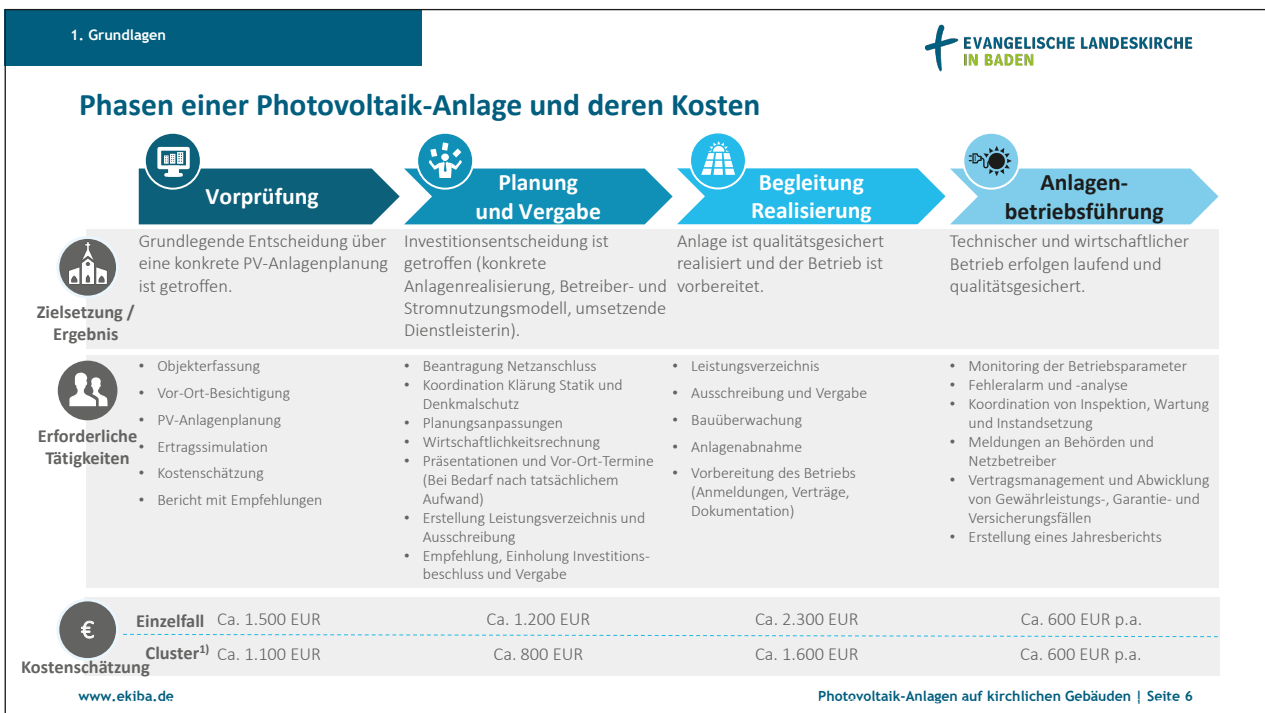 1. Grundlagen
EVANGELISCHE LANDESKIRCHE
IN BADEN
Phasen einer Photovoltaik-Anlage und deren Kosten
Vorprüfung
Planung
und Vergabe
Begleitung
Realisierung
Anlagen-
betriebsführung
Zielsetzung /
Ergebnis
Grundlegende Entscheidung über
eine konkrete PV-Anlagenplanung
ist getroffen.
Investitionsentscheidung ist
getroffen (konkrete
Anlagenrealisierung, Betreiber- und
Stromnutzungsmodell, umsetzende
Dienstleisterin).
Anlage ist qualitätsgesichert
realisiert und der Betrieb ist
vorbereitet.
Technischer und wirtschaftlicher
Betrieb erfolgen laufend und
qualitätsgesichert.
Erforderliche
Tätigkeiten
• Objekterfassung
• Vor-Ort-Besichtigung
• PV-Anlagenplanung
• Ertragssimulation
• Kostenschätzung
• Bericht mit Empfehlungen
• Beantragung Netzanschluss
• Koordination Klärung Statik und
Denkmalschutz
• Planungsanpassungen
• Wirtschaftlichkeitsrechnung
• Präsentationen und Vor-Ort-Termine
(Bei Bedarf nach tatsächlichem
Aufwand)
• Erstellung Leistungsverzeichnis und
Ausschreibung
• Empfehlung, Einholung Investitions-
beschluss und Vergabe
• Leistungsverzeichnis
• Ausschreibung und Vergabe
• Bauüberwachung
• Anlagenabnahme
• Vorbereitung des Betriebs
(Anmeldungen, Verträge,
Dokumentation)
• Monitoring der Betriebsparameter
• Fehleralarm und -analyse
• Koordination von Inspektion, Wartung
und Instandsetzung
• Meldungen an Behörden und
Netzbetreiber
• Vertragsmanagement und Abwicklung
von Gewährleistungs-, Garantie- und
Versicherungsfällen
• Erstellung eines Jahresberichts
€
Kostenschätzung
Einzelfall Ca. 1.500 EUR Ca. 1.200 EUR Ca. 2.300 EUR Ca. 600 EUR p.a.
Cluster1) Ca. 1.100 EUR Ca. 800 EUR Ca. 1.600 EUR Ca. 600 EUR p.a.
www.ekiba.de
Photovoltaik-Anlagen auf kirchlichen Gebäuden | Seite 6